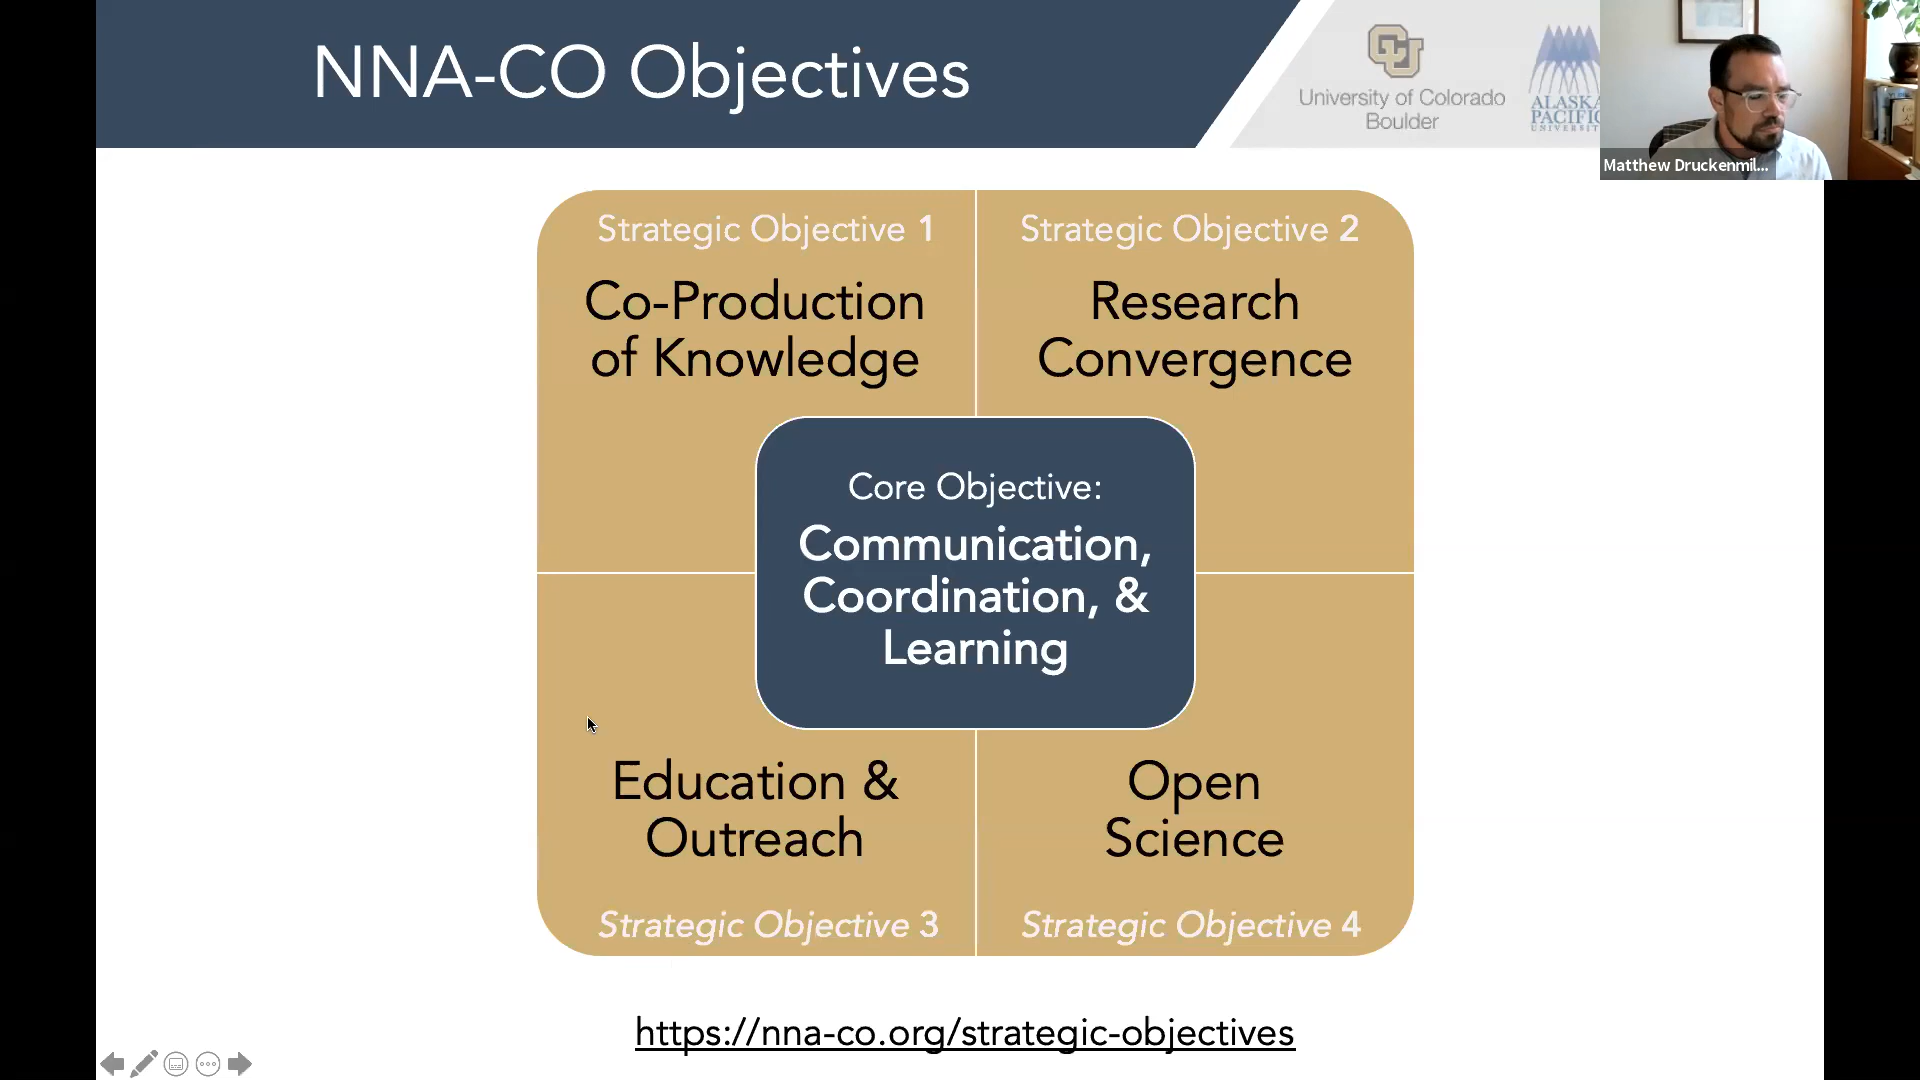 NNA-CO Objectives
University of Colorado
Boulder
ALASKA
PACIFIC
UNIVERSITY
Matthew Druckenmil...
Strategic Objective 1
Co-Production
of Knowledge
Strategic Objective 2
Research
Convergence
Core Objective:
Communication,
Coordination, &
Learning
Education &
Outreach
Strategic Objective 3
Open
Science
Strategic Objective 4
https://nna-co.org/strategic-objectives